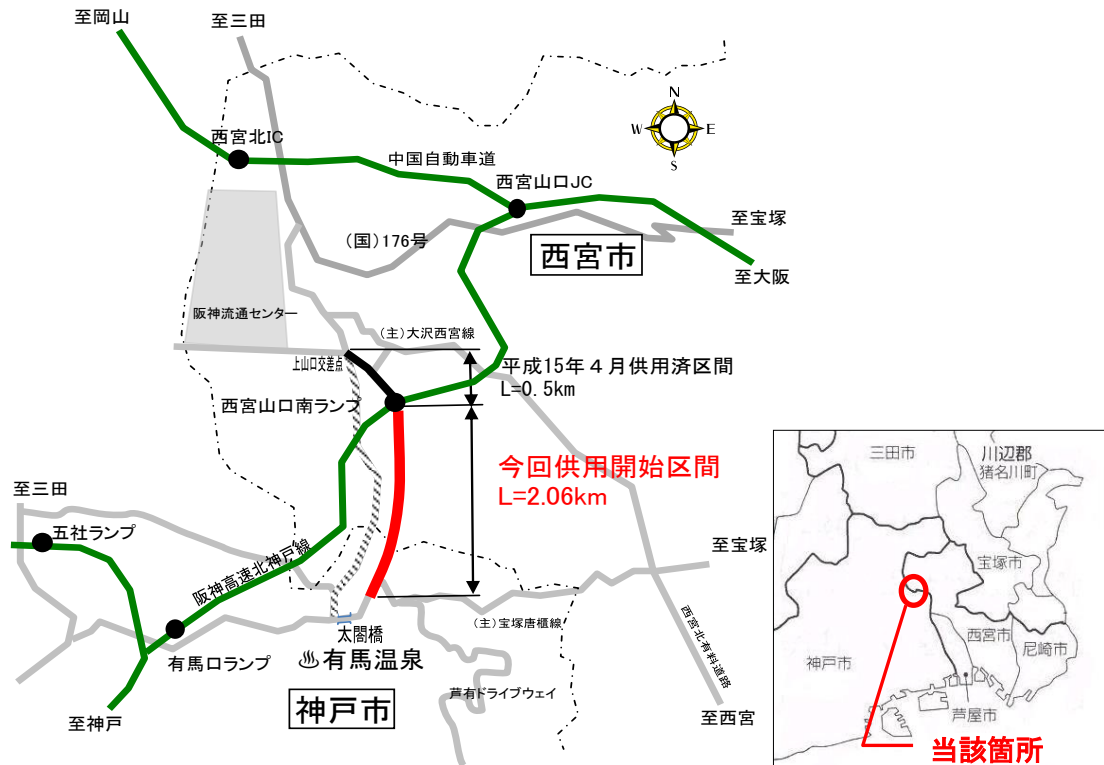 至岡山
至三田
N
W
E
S
西宮北IC
中国自動車道
西宮山口JC
至宝塚
(国)176号
西宮市
至大阪
阪神流通センター
(主)大沢西宮線
上山口交差点
平成15年4月供用済区間
L=0.5km
西宮山口南ランプ
今回供用開始区間
L=2.06km
至三田
五社ランプ
阪神高速北神戸線
至宝塚
(主)宝塚唐櫃線
西宮北有料道路
太閤橋
有馬口ランプ
♨有馬温泉
芦有ドライブウェイ
神戸市
至神戸
至西宮
三田市
川辺郡
猪名川町
宝塚市
西宮市
尼崎市
神戸市
芦屋市
当該箇所